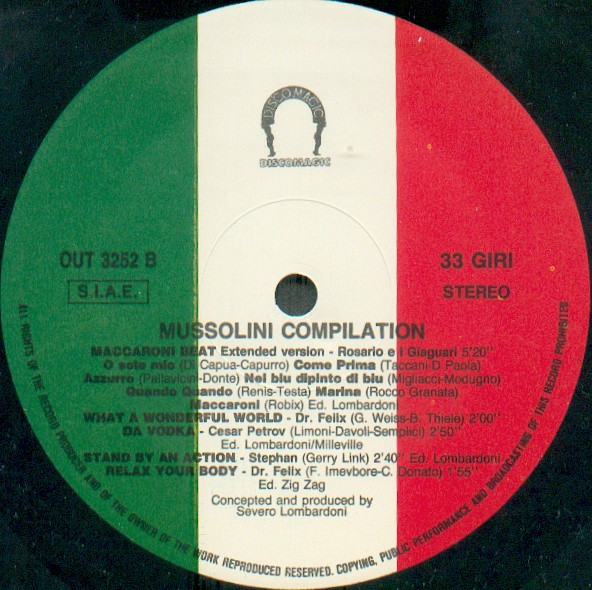 DISCOMAGIC
DISCOMAGIC
OUT 3252 B
33 GIRI
S.I.A.E.
STEREO
MUSSOLINI COMPILATION
MACCARONI BEAT Extended version - Rosario e i Giaguari 5'20"
O sole mio (Di Capua-Capurro) Come Prima (Taccani-D Paola)
Azzurro (Pallavicini-Donte) Nel blu dipinto di blu (Migliacci-Modugno)
Quando Quando (Renis-Testa) Marina (Rocco Granata)
Maccaroni (Robix) Ed. Lombardoni
WHAT A WONDERFUL WORLD - Dr. Felix (G. Weiss-B. Thiele) 2'00"
DA VODKA - Cesar Petrov (Limoni-Davoli-Semplici) 2'50"
Ed. Lombardoni/Milleville
STAND BY AN ACTION - Stephan (Gerry Link) 2'40" Ed. Lombardoni
RELAX YOUR BODY - Dr. Felix (F. Imevbore-C. Donato) 1'55"
Ed. Zig Zag
Concepted and produced by
Severo Lombardoni
ALL RIGHTS OF THE RECORD PRODUCER AND OF THE OWNER OF THE WORK REPRODUCED RESERVED. COPYING, PUBLIC PERFORMANCE AND BROADCASTING OF THIS RECORD PROHIBITED